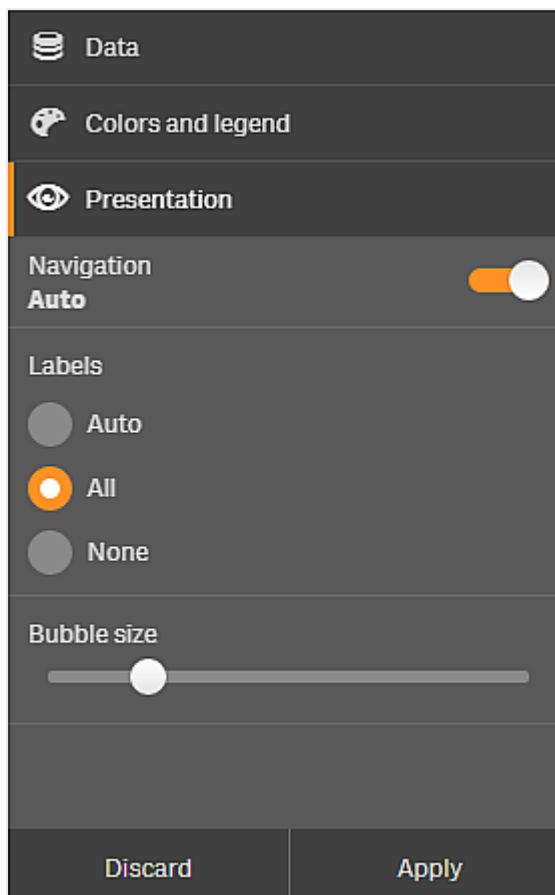 Data
Colors and legend
Presentation
Navigation
Auto
Labels
Auto
All
None
Bubble size
Discard
Apply